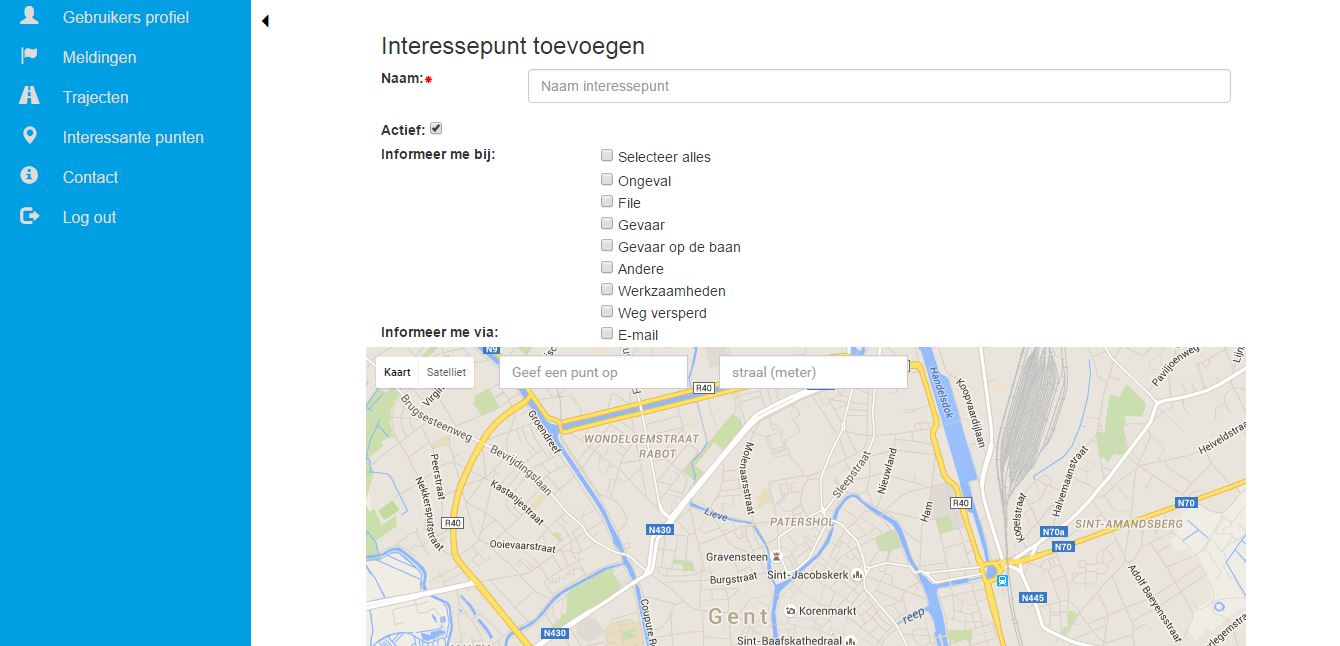 Gebruikers profiel
Meldingen
Trajecten
Interessante punten
Contact
Log out
Interessepunt toevoegen
Naam:*
Naam interessepunt
Actief:
Informeer me bij:
Selecteer alles
Ongeval
File
Gevaar
Gevaar op de baan
Andere
Werkzaamheden
Weg versperd
Informeer me via:
E-mail
Kaart
Satelliet
Geef een punt op
straal (meter)
N9
R40
Handelsdok
Koopvaardijlaan
Paviljoenweg
Brugsesteenweg
Groendreef
WONDELGEMSTRAAT
RABOT
Heiveldstraat
Peerstraat
Bevrijdingslaan
Molenaarsstraat
Sleepstraat
Nieuwland
Halvemaanstraat
Nekkersputstraat
Kastanjestraat
Kogelstraat
Ham
R40
N70
R40
Lieve
PATERSHOL
SINT-AMANDSBERG
N430
N70a
N70
Ooievaarstraat
Gravensteen
Burgstraat
Sint-Jacobskerk
Adolf Baeyensstraat
N445
Coupure
Gent
Korenmarkt
reep
N430
Sint-Baafskathedraal